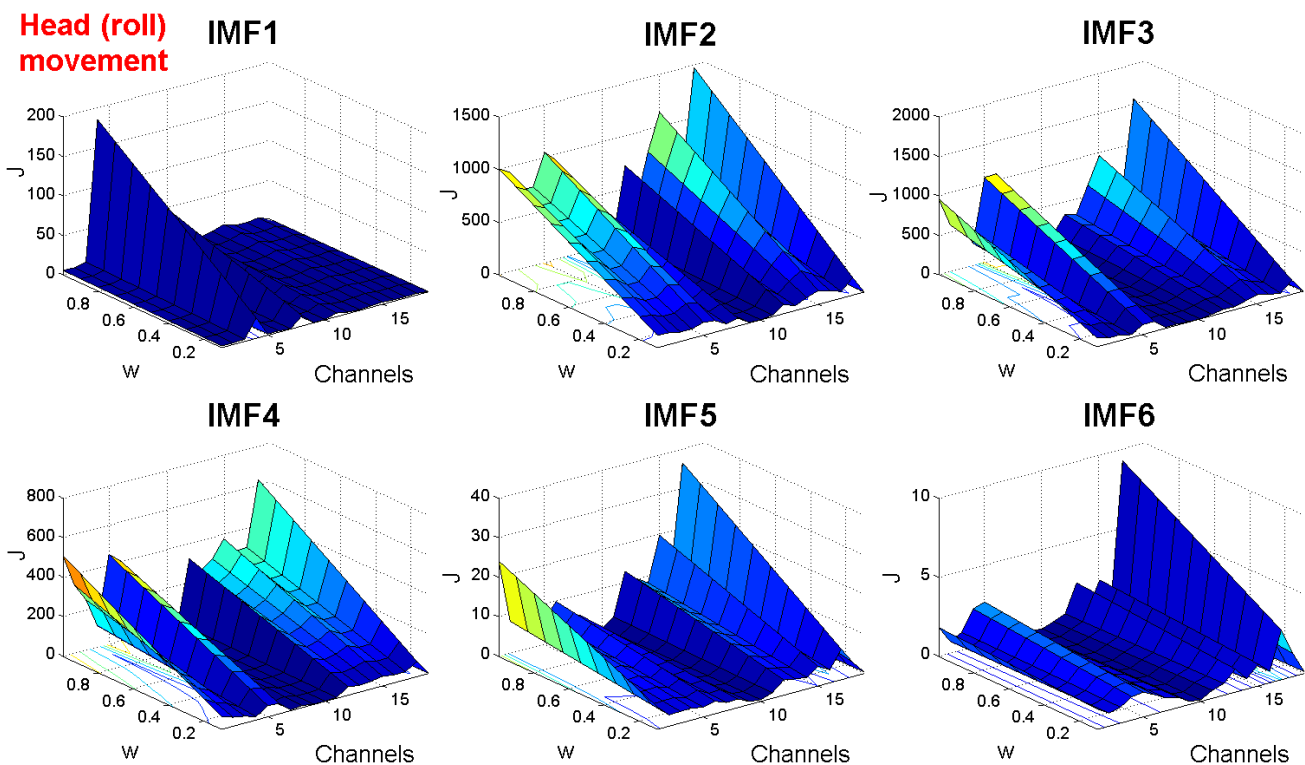 Head (roll)
movement
IMF1
IMF2
IMF3
200
150
100
50
0
J
0.8
0.6
0.4
0.2
w
5
10
15
Channels
1500
1000
500
0
J
0.8
0.6
0.4
0.2
w
5
10
15
Channels
2000
1500
1000
500
0
J
0.8
0.6
0.4
0.2
w
5
10
15
Channels
IMF4
IMF5
IMF6
800
600
400
200
0
J
0.8
0.6
0.4
0.2
w
5
10
15
Channels
40
30
20
10
0
J
0.8
0.6
0.4
0.2
w
5
10
15
Channels
10
5
0
J
0.8
0.6
0.4
0.2
w
5
10
15
Channels